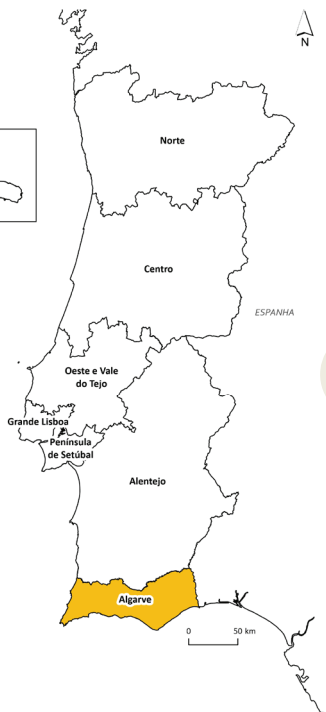 N
Norte
Centro
ESPANHA
Oeste e Vale
do Tejo
Grande Lisboa
Península
de Setúbal
Alentejo
Algarve
0 50 km